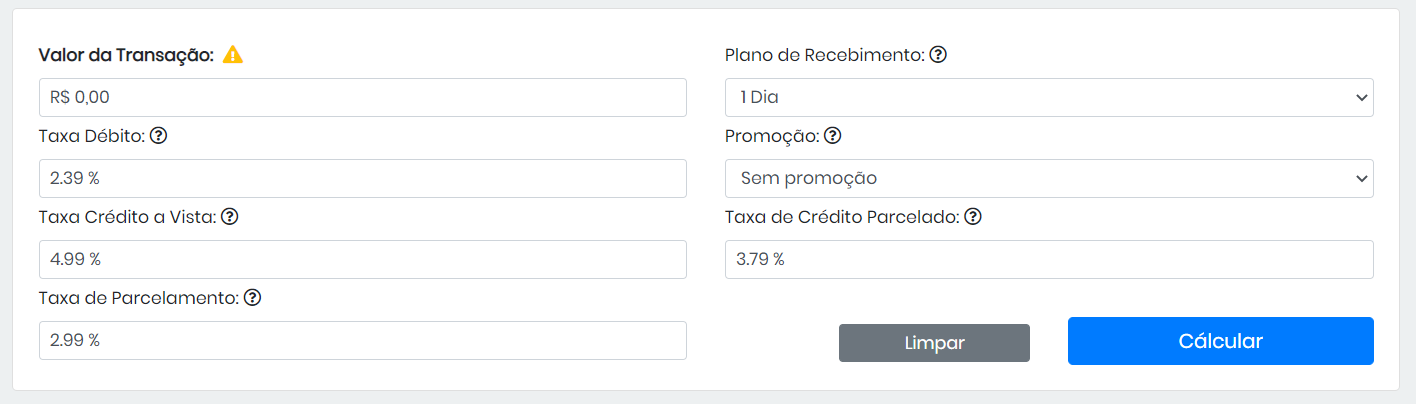 Valor da Transação:
Plano de Recebimento:
R$ 0,00
1 Dia
Taxa Débito:
Promoção:
2.39 %
Sem promoção
Taxa Crédito a Vista:
Taxa de Crédito Parcelado:
4.99 %
3.79 %
Taxa de Parcelamento:
2.99 %
Limpar
Cálcular